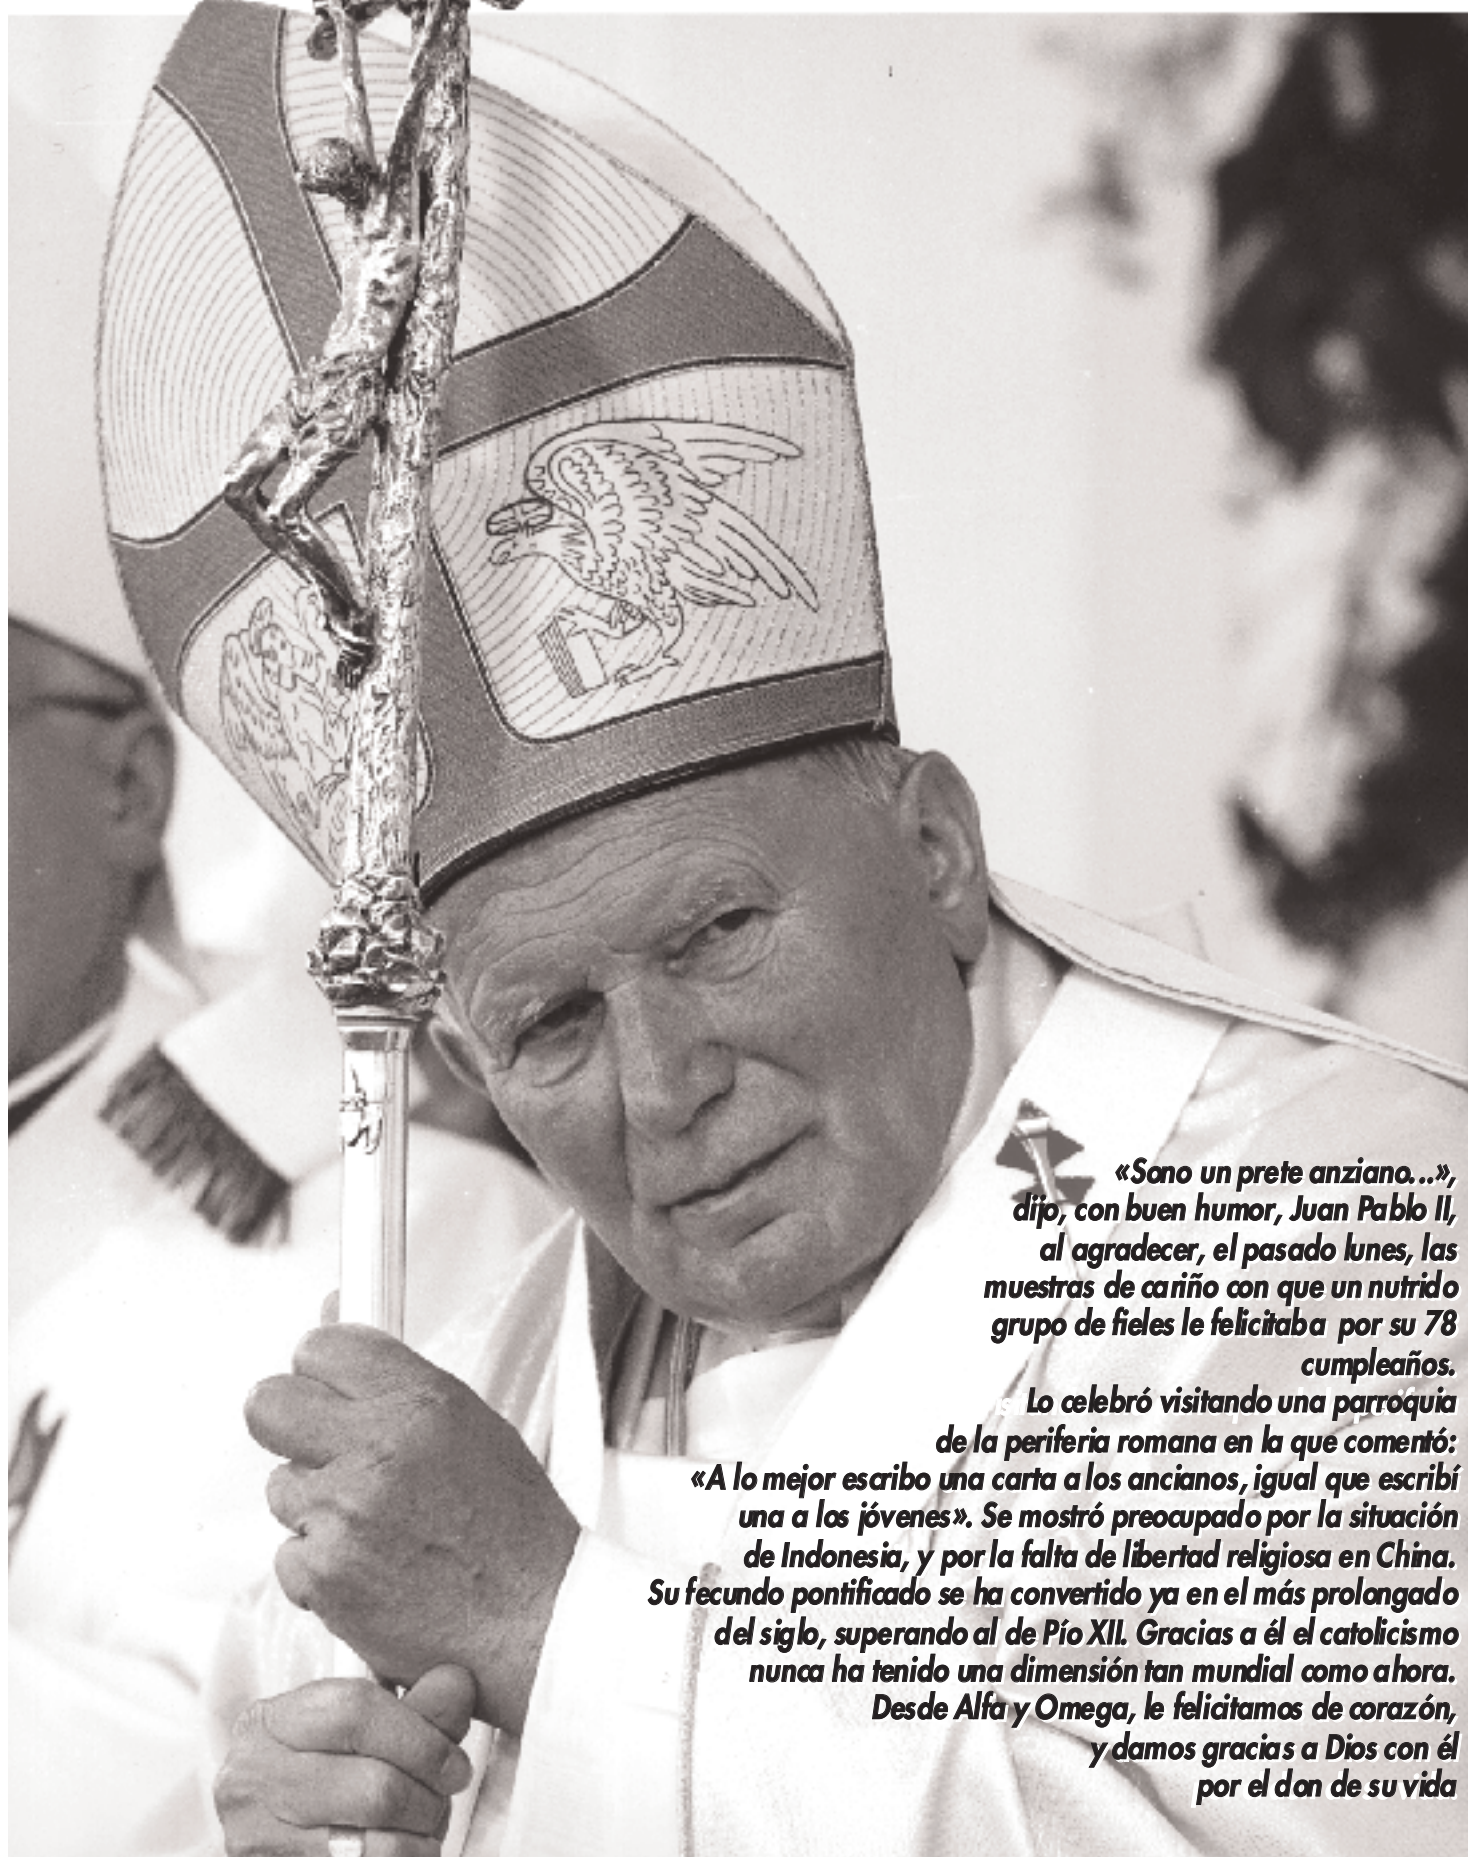 «Sono un prete anziano...»,
dijo, con buen humor, Juan Pablo II,
al agradecer, el pasado lunes, las
muestras de cariño con que un nutrido
grupo de fieles le felicitaba por su 78
cumpleaños.
Lo celebró visitando una parroquia
de la periferia romana en la que comentó:
«A lo mejor escribo una carta a los ancianos, igual que escribí
una a los jóvenes». Se mostró preocupado por la situación
de Indonesia, y por la falta de libertad religiosa en China.
Su fecundo pontificado se ha convertido ya en el más prolongado
del siglo, superando al de Pío XII. Gracias a él el catolicismo
nunca ha tenido una dimensión tan mundial como ahora.
Desde Alfa y Omega, le felicitamos de corazón,
y damos gracias a Dios con él
por el don de su vida